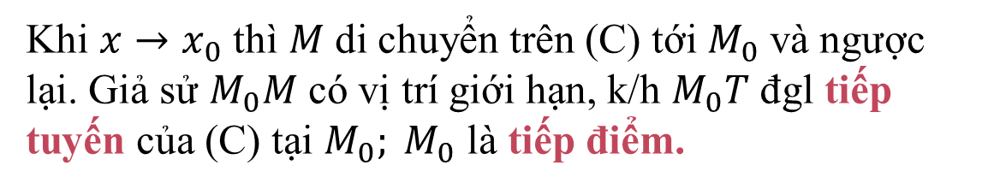 Khi x → x₀ thì M di chuyển trên (C) tới M₀ và ngược
lại. Giả sử M₀M có vị trí giới hạn, k/h M₀T đgl tiếp
tuyến của (C) tại M₀; M₀ là tiếp điểm.